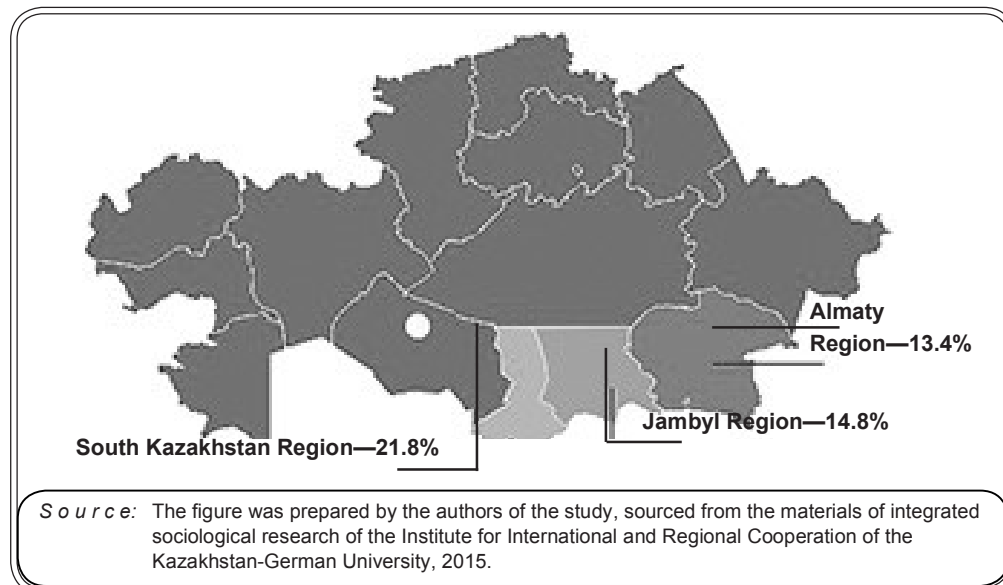 Almaty
Region—13.4%
Jambyl Region—14.8%
South Kazakhstan Region—21.8%
Source: The figure was prepared by the authors of the study, sourced from the materials of integrated
sociological research of the Institute for International and Regional Cooperation of the
Kazakhstan-German University, 2015.